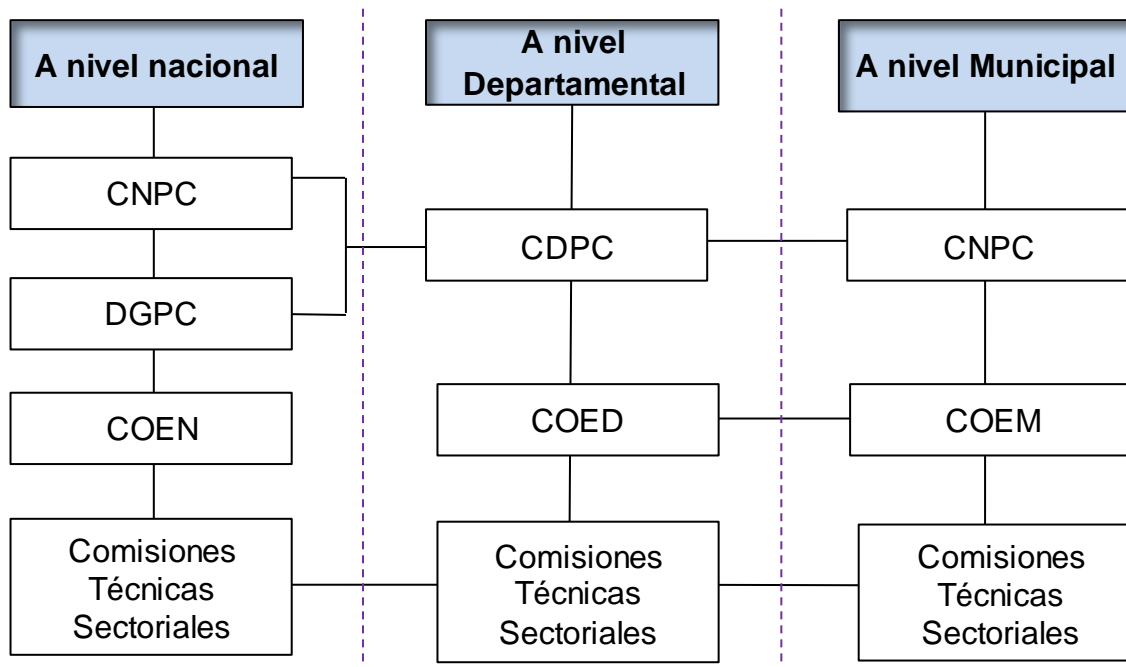 A nivel nacional
CNPC
DGPC
COEN
Comisiones
Técnicas
Sectoriales
A nivel
Departamental
CDPC
COED
Comisiones
Técnicas
Sectoriales
A nivel Municipal
CNPC
COEM
Comisiones
Técnicas
Sectoriales